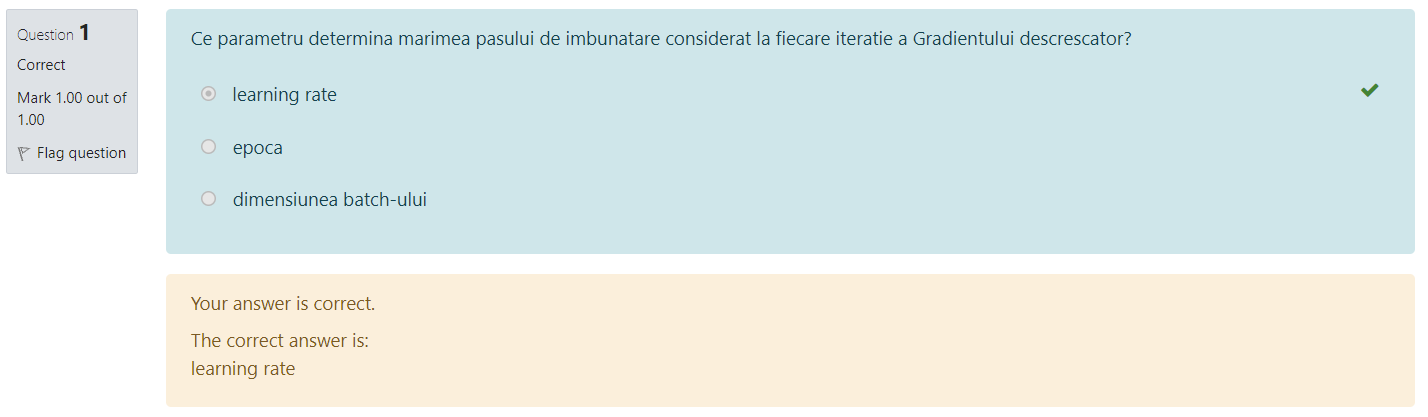 Question 1
Correct
Mark 1.00 out of
1.00
Flag question
Ce parametru determina marimea pasului de imbunatare considerat la fiecare iteratie a Gradientului descrescator?
learning rate
epoca
dimensiunea batch-ului
Your answer is correct.
The correct answer is:
learning rate